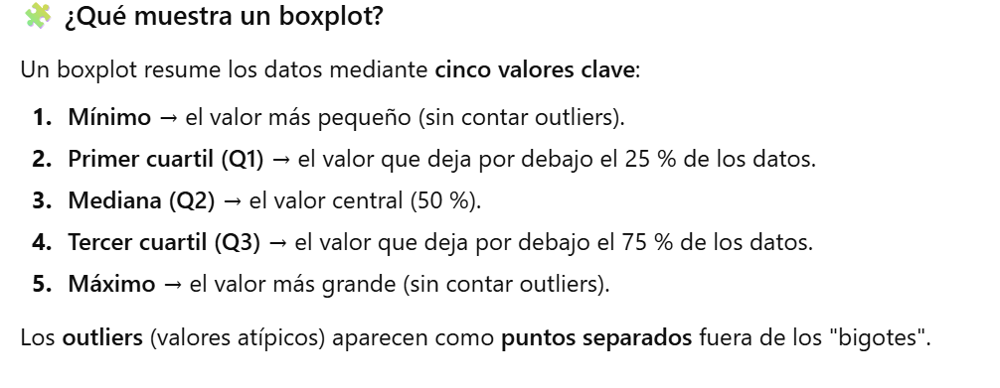 ¿Qué muestra un boxplot?
Un boxplot resume los datos mediante cinco valores clave:
1. Mínimo → el valor más pequeño (sin contar outliers).
2. Primer cuartil (Q1) → el valor que deja por debajo el 25 % de los datos.
3. Mediana (Q2) → el valor central (50 %).
4. Tercer cuartil (Q3) → el valor que deja por debajo el 75 % de los datos.
5. Máximo → el valor más grande (sin contar outliers).
Los outliers (valores atípicos) aparecen como puntos separados fuera de los "bigotes".